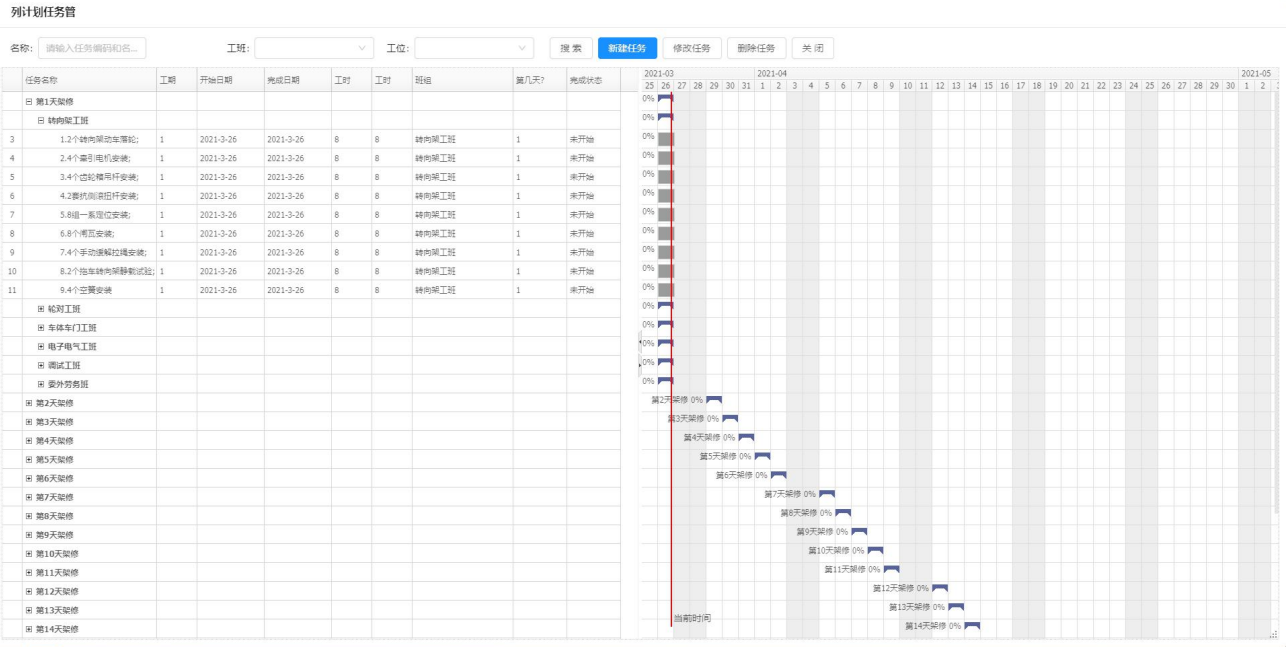 列计划任务管
名称: 请输入任务编码和名... 工班: 工位: 搜 索 新建任务 修改任务 删除任务 关 闭
任务名称 工期 开始日期 完成日期 工时 工时 班组 第几天? 完成状态
2021-03 2021-04 2021-05
25 26 27 28 29 30 31 1 2 3 4 5 6 7 8 9 10 11 12 13 14 15 16 17 18 19 20 21 22 23 24 25 26 27 28 29 30 1 2
第1天架修 0%
转向架工班 0%
3 1.2个转向架动车落轮; 1 2021-3-26 2021-3-26 8 8 转向架工班 1 未开始 0%
4 2.4个牵引电机安装; 1 2021-3-26 2021-3-26 8 8 转向架工班 1 未开始 0%
5 3.4个齿轮箱吊杆安装; 1 2021-3-26 2021-3-26 8 8 转向架工班 1 未开始 0%
6 4.2套抗侧滚扭杆安装; 1 2021-3-26 2021-3-26 8 8 转向架工班 1 未开始 0%
7 5.8组一系定位安装; 1 2021-3-26 2021-3-26 8 8 转向架工班 1 未开始 0%
8 6.8个闸瓦安装; 1 2021-3-26 2021-3-26 8 8 转向架工班 1 未开始 0%
9 7.4个手动缓解拉绳安装; 1 2021-3-26 2021-3-26 8 8 转向架工班 1 未开始 0%
10 8.2个拖车转向架静载试验; 1 2021-3-26 2021-3-26 8 8 转向架工班 1 未开始 0%
11 9.4个空簧安装 1 2021-3-26 2021-3-26 8 8 转向架工班 1 未开始 0%
轮对工班 0%
车体车门工班 0%
电子电气工班 0%
调试工班 0%
委外劳务班 0%
第2天架修 第2天架修 0%
第3天架修 第3天架修 0%
第4天架修 第4天架修 0%
第5天架修 第5天架修 0%
第6天架修 第6天架修 0%
第7天架修 第7天架修 0%
第8天架修 第8天架修 0%
第9天架修 第9天架修 0%
第10天架修 第10天架修 0%
第11天架修 第11天架修 0%
第12天架修 第12天架修 0%
第13天架修 第13天架修 0%
当前时间
第14天架修 第14天架修 0%